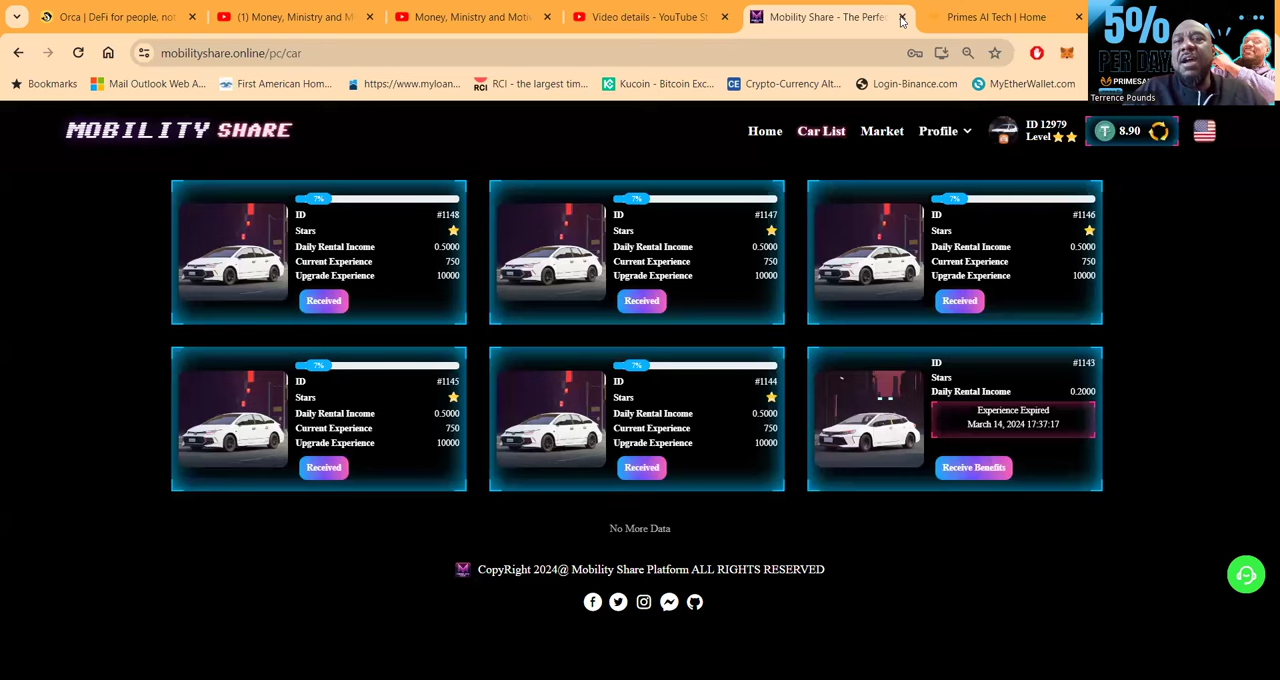 Orca | DeFi for people, not
(1) Money, Ministry and M
Money, Ministry and Moti
Video details - YouTube St
Mobility Share - The Perfec
Primes AI Tech | Home
mobilityshare.online/pc/car
Bookmarks
Mail Outlook Web A...
First American Hom...
https://www.myloan...
RCI - the largest tim...
Kucoin - Bitcoin Exc...
Crypto-Currency Alt...
Login-Binance.com
MyEtherWallet.com
5%
PER DAY
PRIMESAI
Terrence Pounds
MOBILITY SHARE
Home
Car List
Market
Profile
ID 12979
Level
8.90
7%
ID #1148
Stars
Daily Rental Income 0.5000
Current Experience 750
Upgrade Experience 10000
Received
7%
ID #1147
Stars
Daily Rental Income 0.5000
Current Experience 750
Upgrade Experience 10000
Received
7%
ID #1146
Stars
Daily Rental Income 0.5000
Current Experience 750
Upgrade Experience 10000
Received
7%
ID #1145
Stars
Daily Rental Income 0.5000
Current Experience 750
Upgrade Experience 10000
Received
7%
ID #1144
Stars
Daily Rental Income 0.5000
Current Experience 750
Upgrade Experience 10000
Received
ID #1143
Stars
Daily Rental Income 0.2000
Experience Expired
March 14, 2024 17:37:17
Receive Benefits
No More Data
CopyRight 2024@ Mobility Share Platform ALL RIGHTS RESERVED